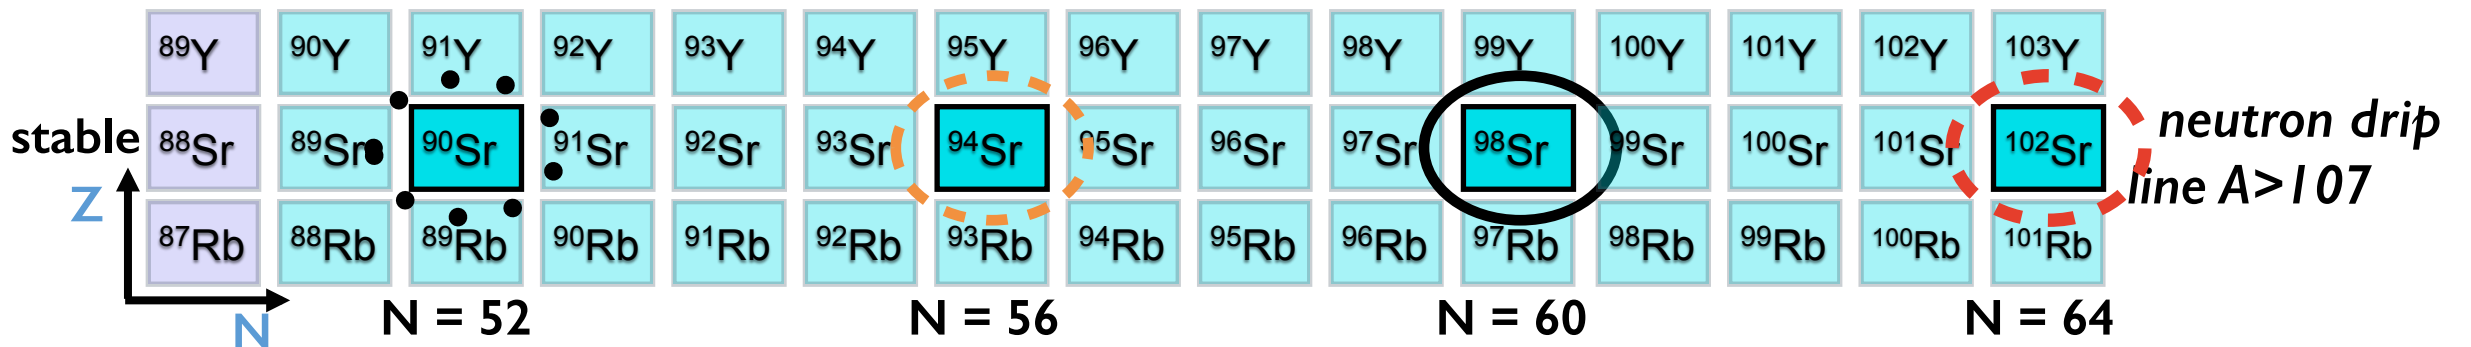 ⁸⁹Y ⁹⁰Y ⁹¹Y ⁹²Y ⁹³Y ⁹⁴Y ⁹⁵Y ⁹⁶Y ⁹⁷Y ⁹⁸Y ⁹⁹Y ¹⁰⁰Y ¹⁰¹Y ¹⁰²Y ¹⁰³Y
stable ⁸⁸Sr ⁸⁹Sr ⁹⁰Sr ⁹¹Sr ⁹²Sr ⁹³Sr ⁹⁴Sr ⁹⁵Sr ⁹⁶Sr ⁹⁷Sr ⁹⁸Sr ⁹⁹Sr ¹⁰⁰Sr ¹⁰¹Sr ¹⁰²Sr neutron drip
line A>107
Z
⁸⁷Rb ⁸⁸Rb ⁸⁹Rb ⁹⁰Rb ⁹¹Rb ⁹²Rb ⁹³Rb ⁹⁴Rb ⁹⁵Rb ⁹⁶Rb ⁹⁷Rb ⁹⁸Rb ⁹⁹Rb ¹⁰⁰Rb ¹⁰¹Rb
N N = 52 N = 56 N = 60 N = 64